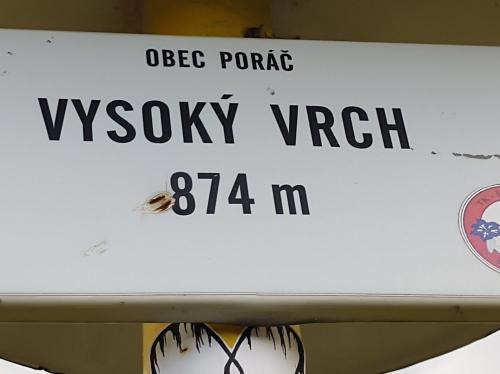 OBEC PORÁČ
VYSOKÝ VRCH
874 m